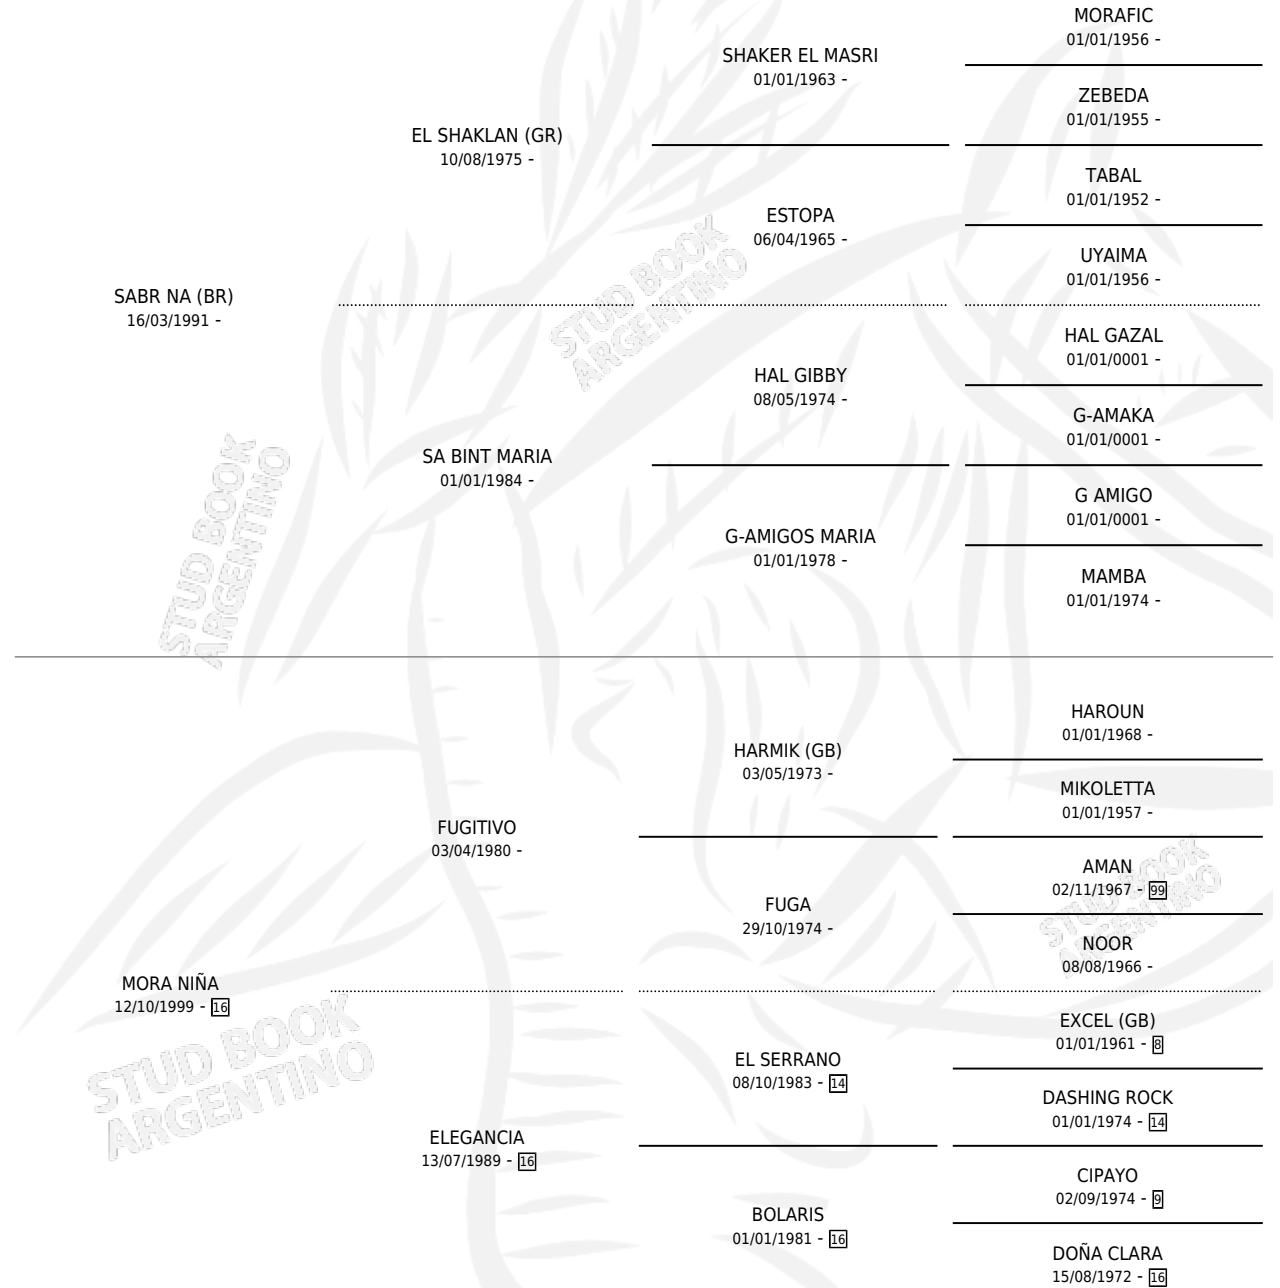 MORAFIC
01/01/1956 -
SHAKER EL MASRI
01/01/1963 -
ZEBEDA
01/01/1955 -
EL SHAKLAN (GR)
10/08/1975 -
TABAL
01/01/1952 -
ESTOPA
06/04/1965 -
UYAIMA
01/01/1956 -
SABR NA (BR)
16/03/1991 -
HAL GAZAL
01/01/0001 -
HAL GIBBY
08/05/1974 -
G-AMAKA
01/01/0001 -
SA BINT MARIA
01/01/1984 -
G AMIGO
01/01/0001 -
G-AMIGOS MARIA
01/01/1978 -
MAMBA
01/01/1974 -
STUD BOOK
ARGENTINO
STUD BOOK
ARGENTINO
HAROUN
01/01/1968 -
HARMIK (GB)
03/05/1973 -
MIKOLETTA
01/01/1957 -
FUGITIVO
03/04/1980 -
AMAN
02/11/1967 - 99
FUGA
29/10/1974 -
NOOR
08/08/1966 -
STUD BOOK
ARGENTINO
MORA NIÑA
12/10/1999 - 16
EXCEL (GB)
01/01/1961 - 8
EL SERRANO
08/10/1983 - 14
DASHING ROCK
01/01/1974 - 14
ELEGANCIA
13/07/1989 - 16
CIPAYO
02/09/1974 - 9
BOLARIS
01/01/1981 - 16
DOÑA CLARA
15/08/1972 - 16
STUD BOOK
ARGENTINO